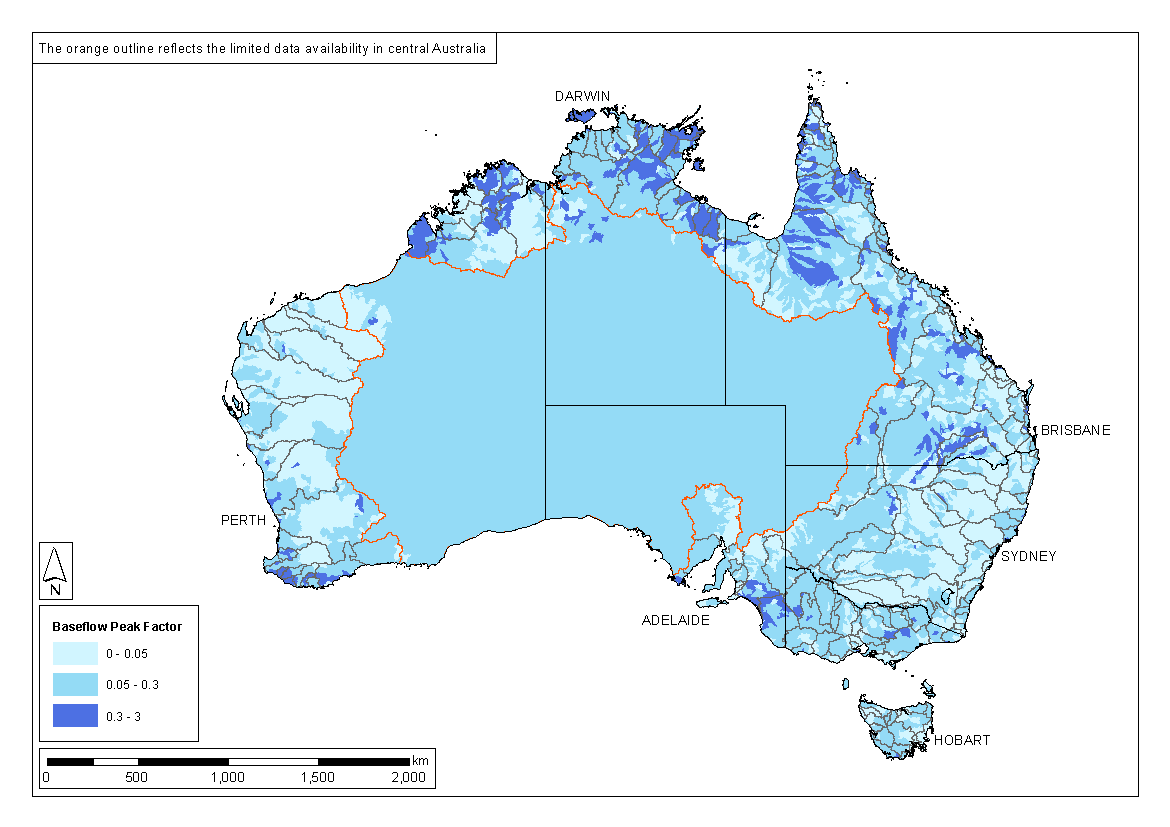 The orange outline reflects the limited data availability in central Australia
DARWIN
BRISBANE
PERTH
SYDNEY
ADELAIDE
HOBART
N
Baseflow Peak Factor
0 - 0.05
0.05 - 0.3
0.3 - 3
km
0 500 1,000 1,500 2,000